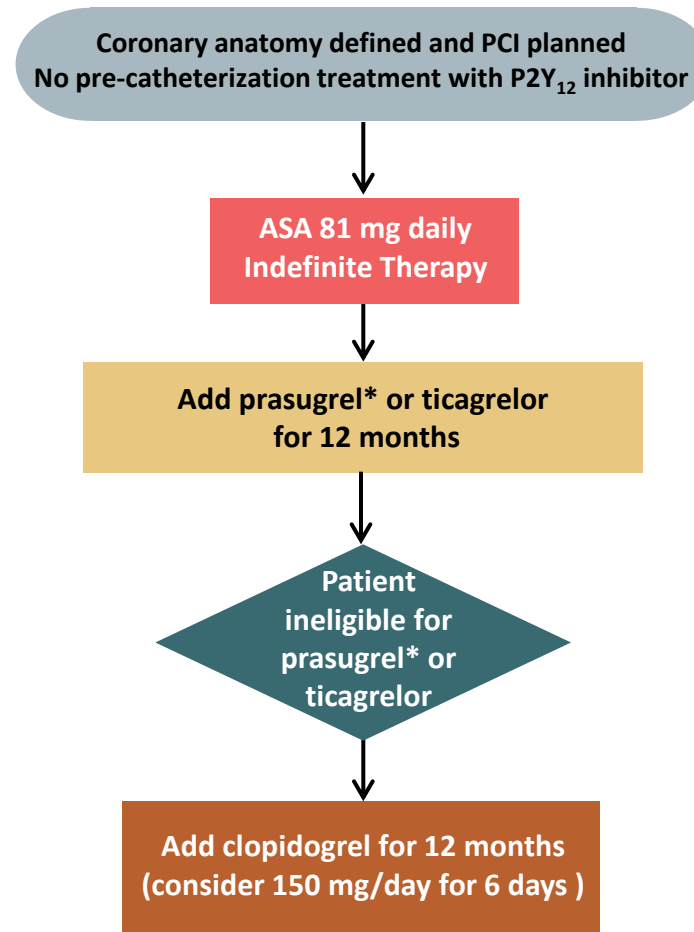 Coronary anatomy defined and PCI planned
No pre-catheterization treatment with P2Y₁₂ inhibitor
ASA 81 mg daily
Indefinite Therapy
Add prasugrel* or ticagrelor
for 12 months
Patient
ineligible for
prasugrel* or
ticagrelor
Add clopidogrel for 12 months
(consider 150 mg/day for 6 days )